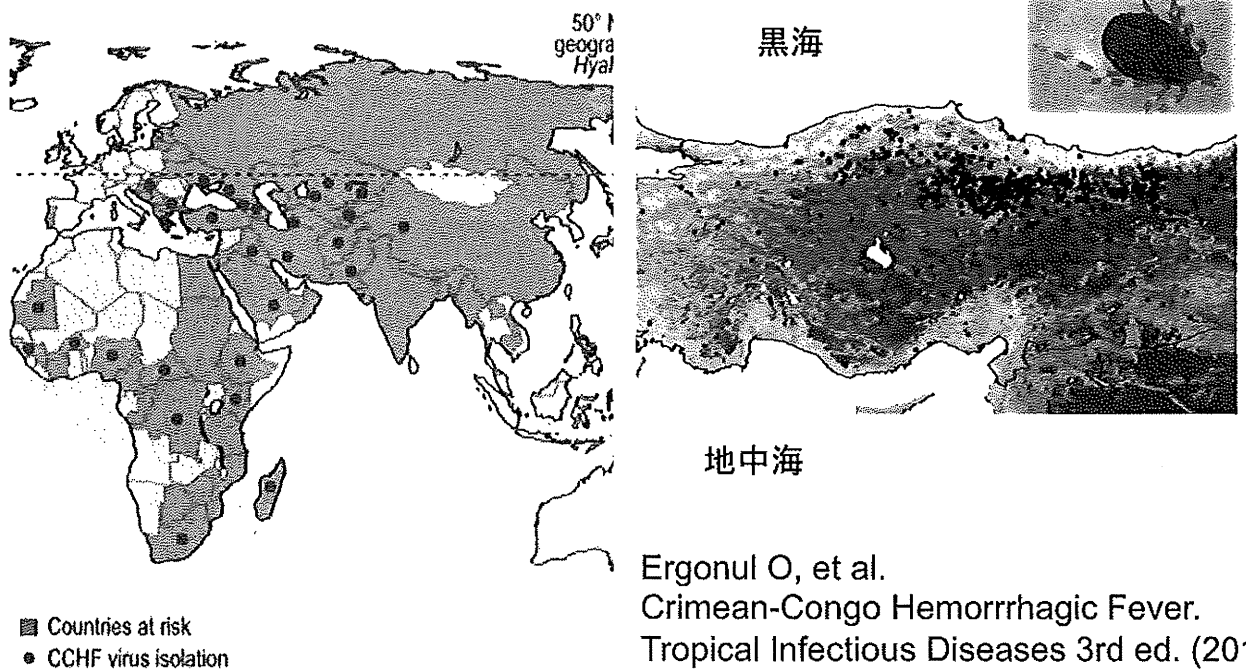 50° 
geogra
Hyal
黒海
地中海
Countries at risk
CCHF virus isolation
Ergonul O, et al.
Crimean-Congo Hemorrrhagic Fever.
Tropical Infectious Diseases 3rd ed. (201